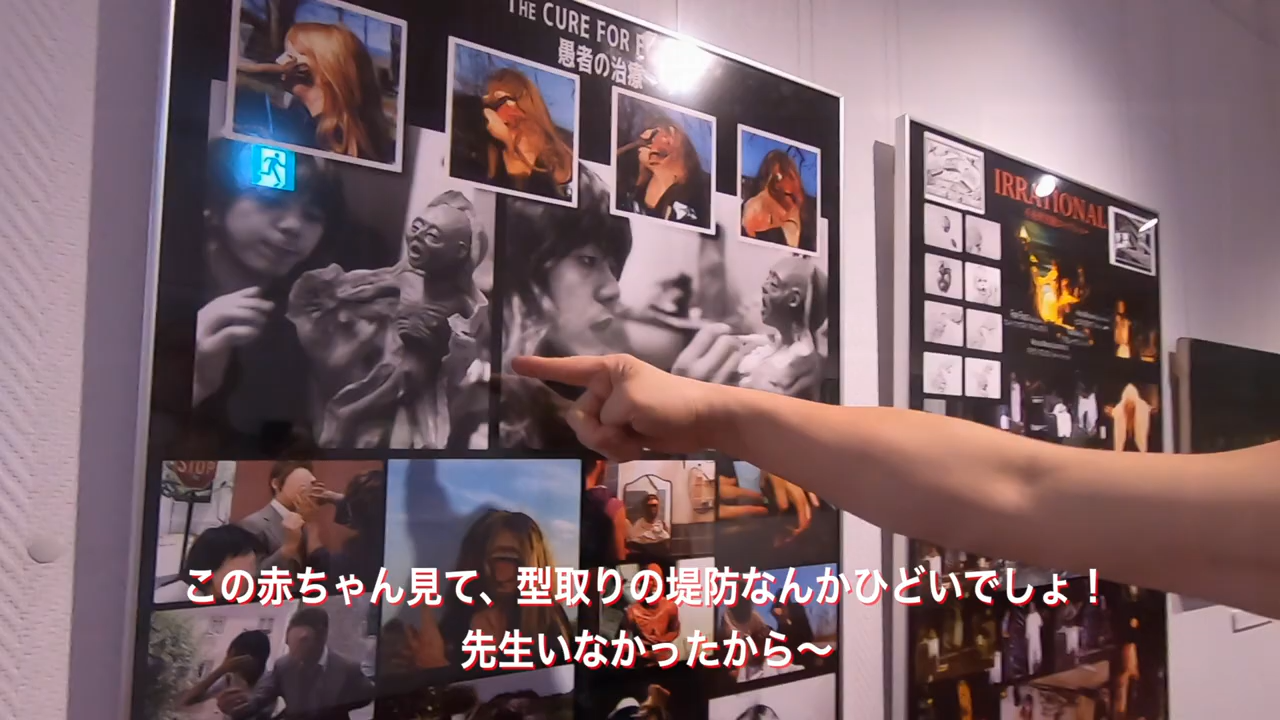 THE CURE FOR
愚者の治療
IRRATIONAL
STOP
この赤ちゃん見て、型取りの堤防なんかひどいでしょ！
先生いなかったから〜